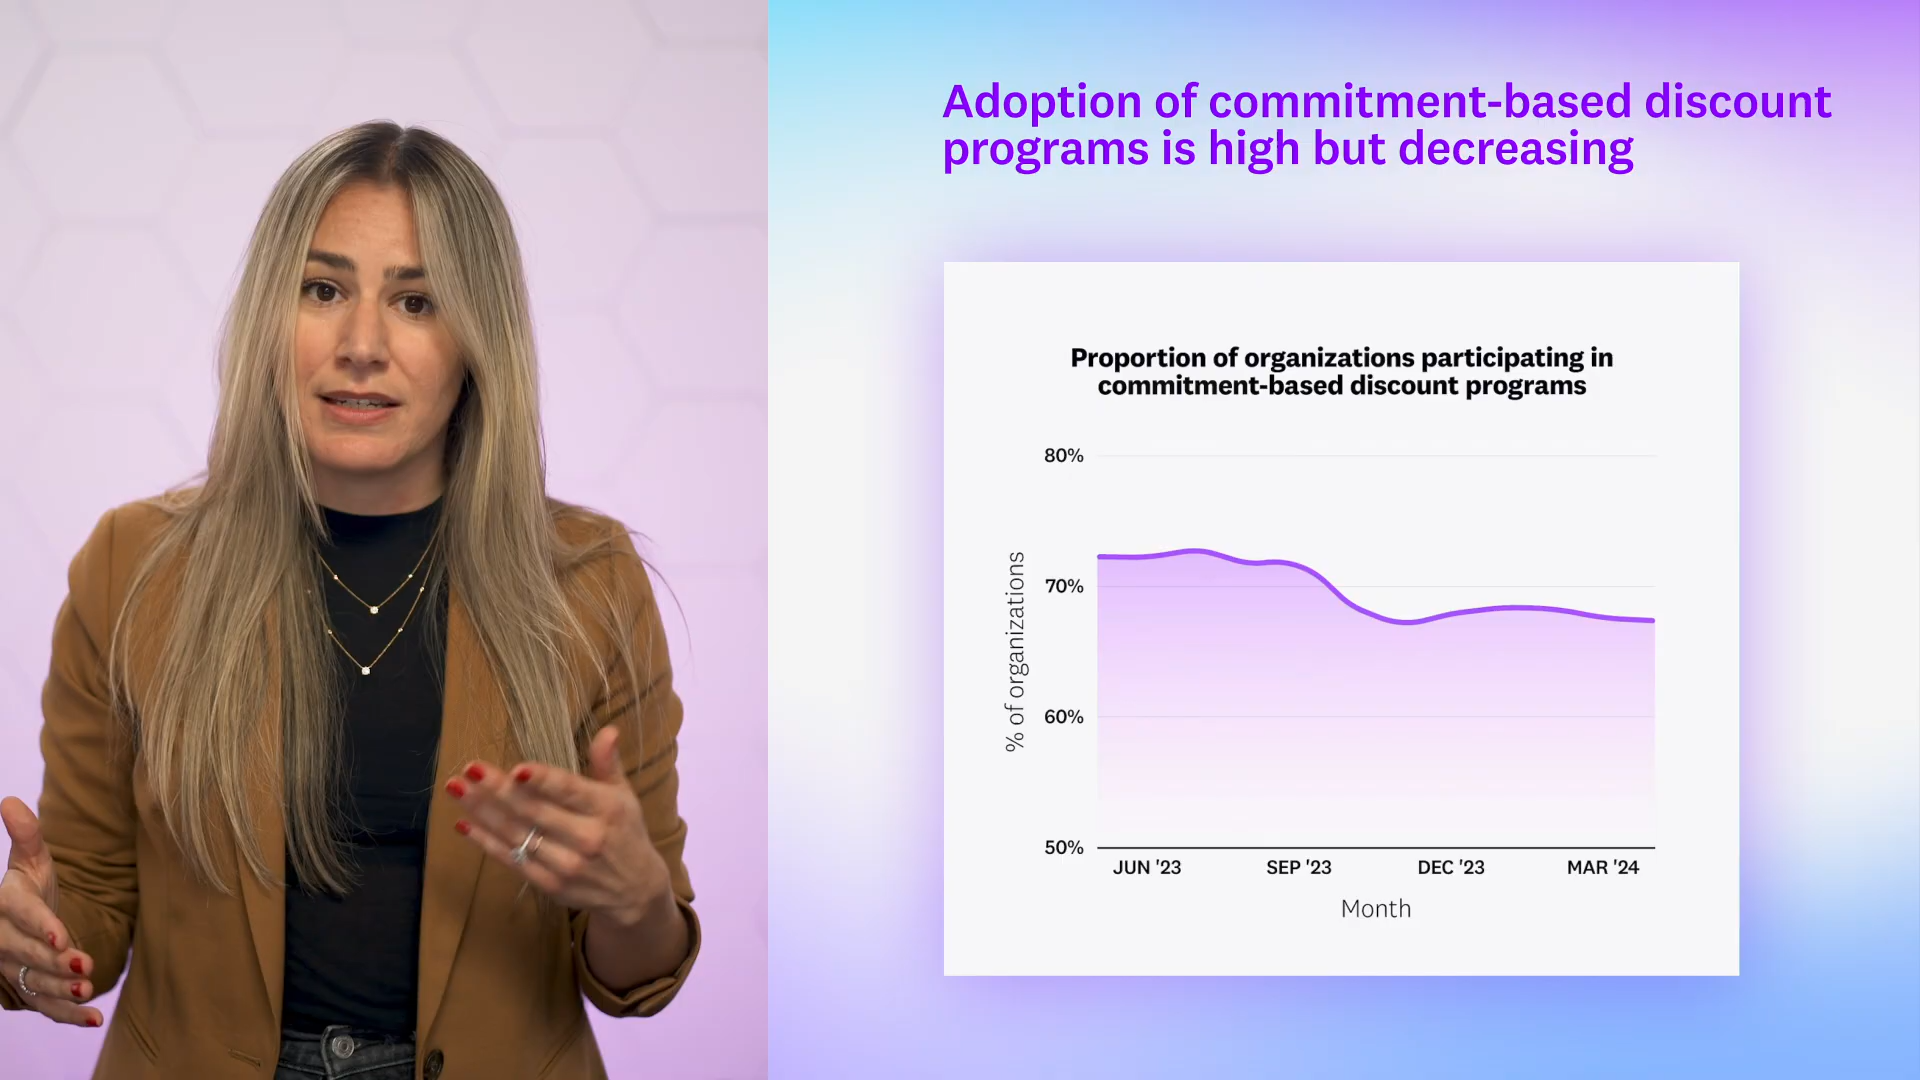 Adoption of commitment-based discount
programs is high but decreasing
Proportion of organizations participating in
commitment-based discount programs
80%
70%
60%
50%
% of organizations
JUN '23 SEP '23 DEC '23 MAR '24
Month